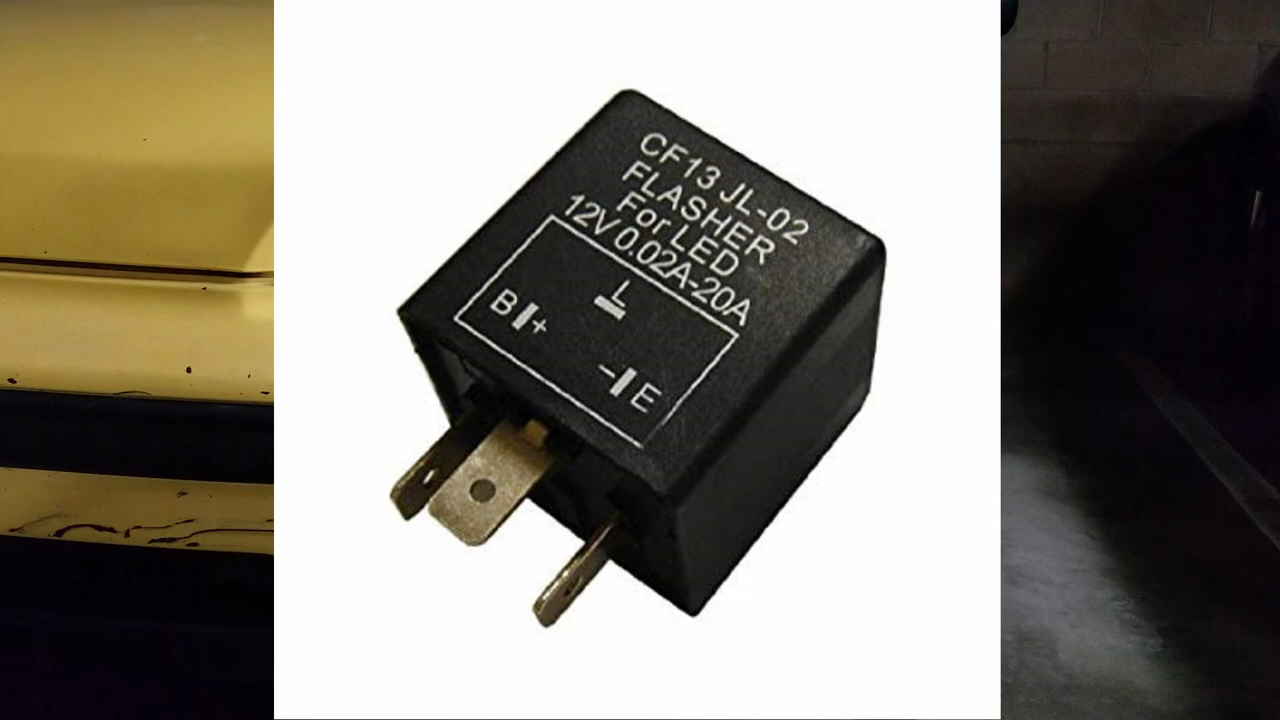 CF13 JL-02
FLASHER
For LED
12V 0.02A-20A
L
B +
- E